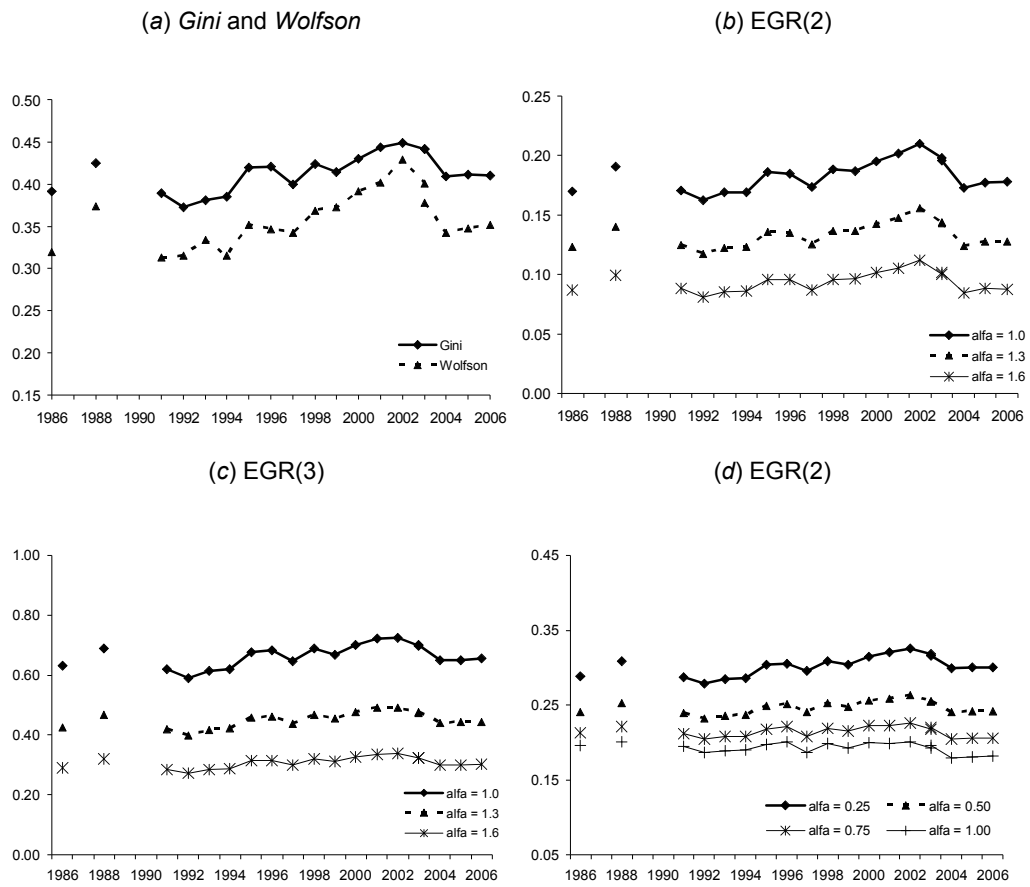 (a) Gini and Wolfson
0.50
0.45
0.40
0.35
0.30
0.25
0.20
0.15
Gini
Wolfson
1986 1988 1990 1992 1994 1996 1998 2000 2002 2004 2006
(b) EGR(2)
0.25
0.20
0.15
0.10
0.05
0.00
alfa = 1.0
alfa = 1.3
alfa = 1.6
1986 1988 1990 1992 1994 1996 1998 2000 2002 2004 2006
(c) EGR(3)
1.00
0.80
0.60
0.40
0.20
0.00
alfa = 1.0
alfa = 1.3
alfa = 1.6
1986 1988 1990 1992 1994 1996 1998 2000 2002 2004 2006
(d) EGR(2)
0.45
0.35
0.25
0.15
0.05
alfa = 0.25 alfa = 0.50
alfa = 0.75 alfa = 1.00
1986 1988 1990 1992 1994 1996 1998 2000 2002 2004 2006